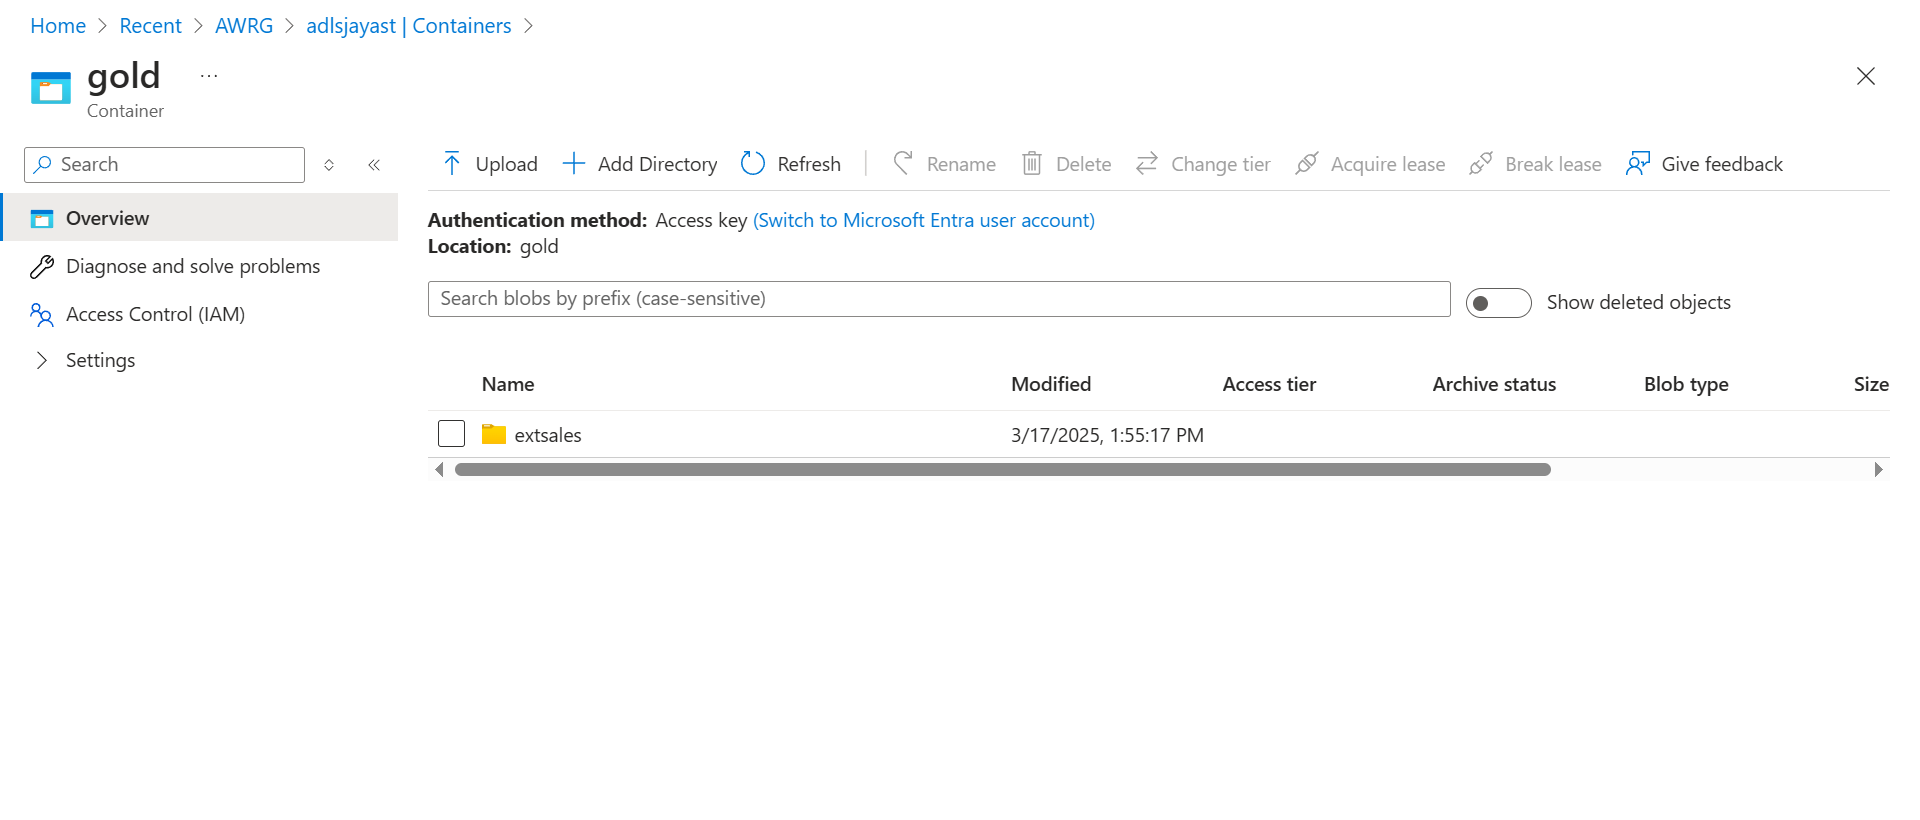 Home > Recent > AWRG > adlsjayast | Containers >
gold ...
Container
Search
Upload Add Directory Refresh Rename Delete Change tier Acquire lease Break lease Give feedback
Overview
Diagnose and solve problems
Access Control (IAM)
Settings
Authentication method: Access key (Switch to Microsoft Entra user account)
Location: gold
Search blobs by prefix (case-sensitive)
Show deleted objects
Name Modified Access tier Archive status Blob type Size
extsales 3/17/2025, 1:55:17 PM